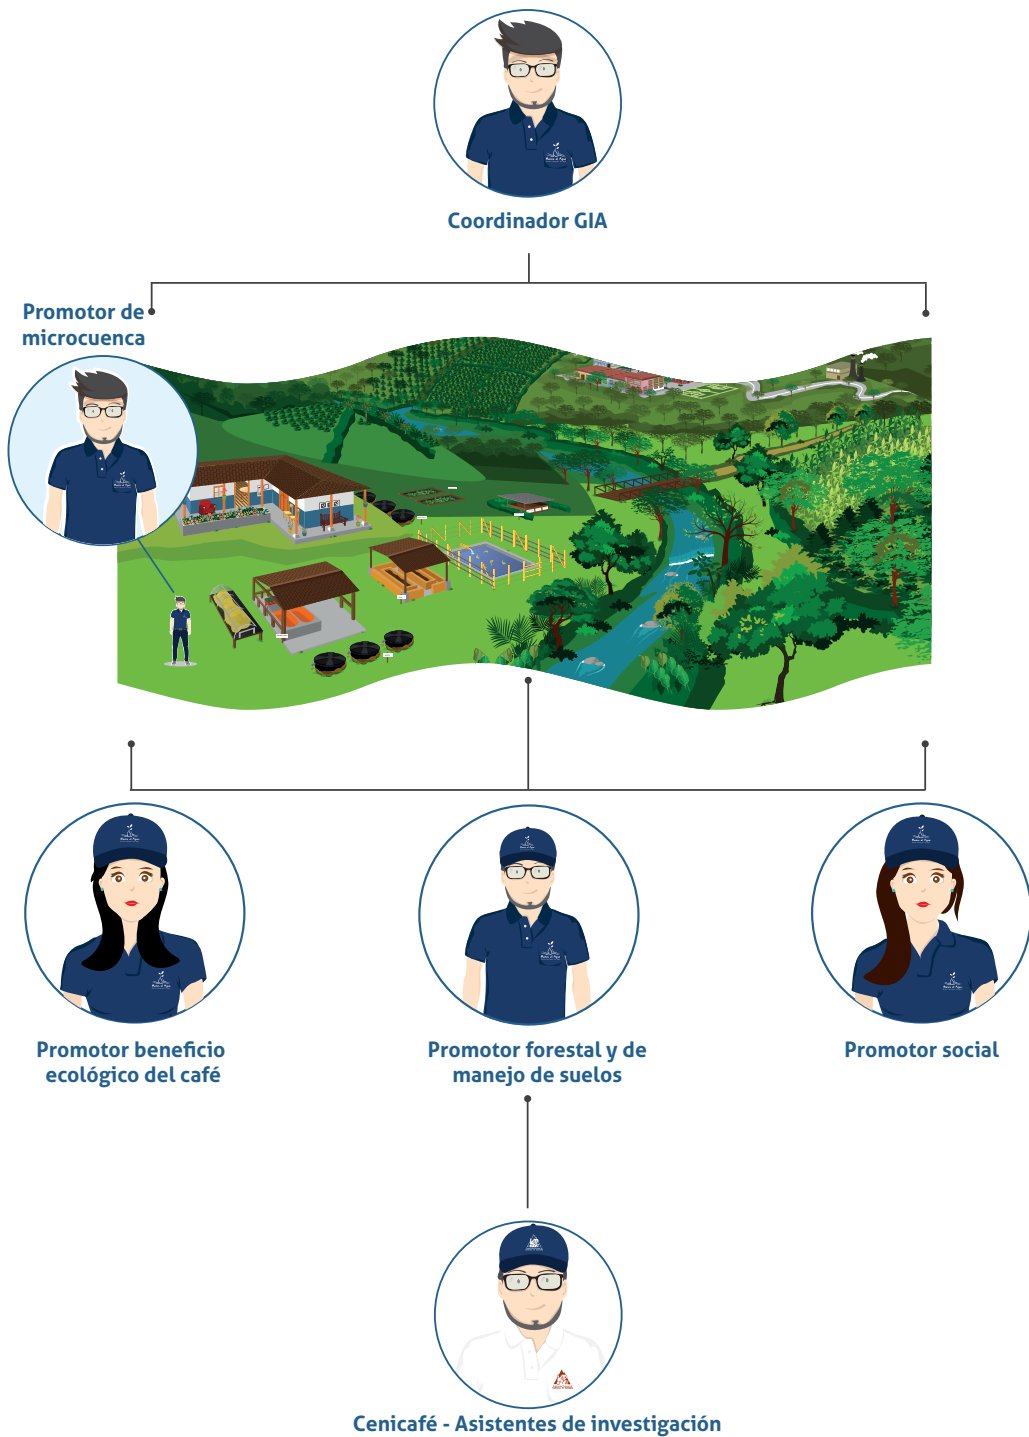 Coordinador GIA
Promotor de
microcuenca
Promotor beneficio
ecológico del café
Promotor forestal y de
manejo de suelos
Promotor social
Cenicafé - Asistentes de investigación